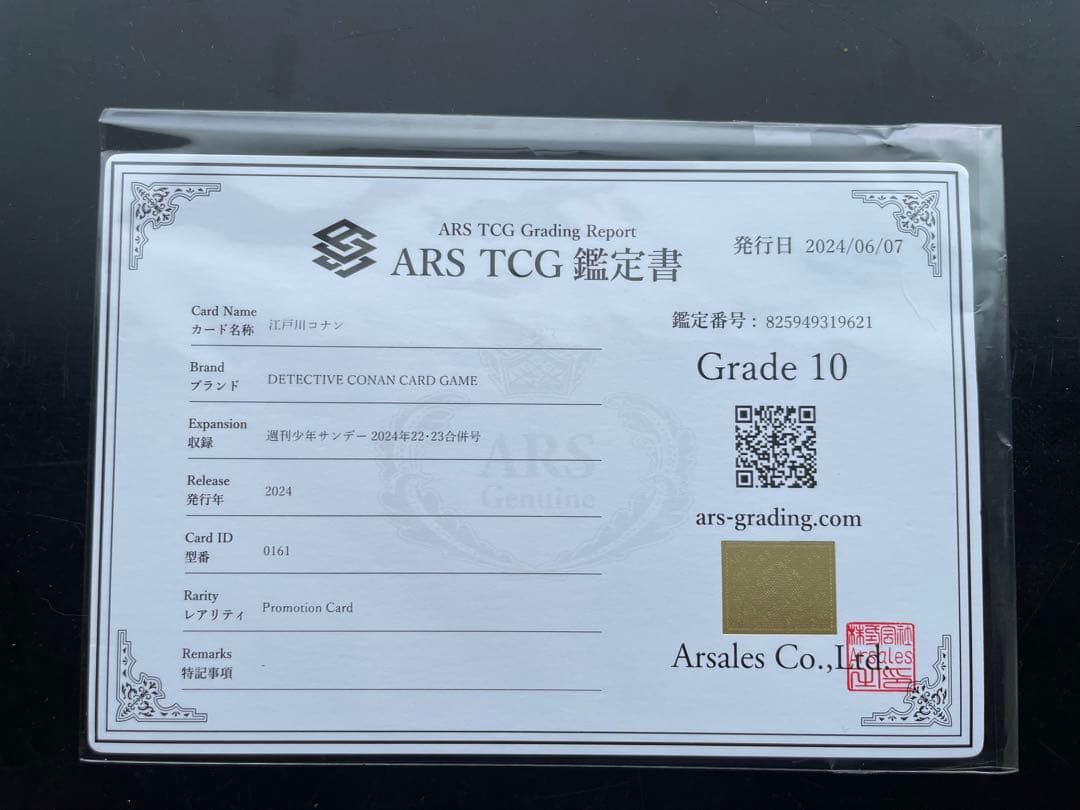 ARS TCG Grading Report
ARS TCG 鑑定書
発行日 2024/06/07
Card Name
カード名称 江戸川コナン
Brand
ブランド DETECTIVE CONAN CARD GAME
Expansion
収録 週刊少年サンデー 2024年22・23合併号
Release
発行年 2024
Card ID
型番 0161
Rarity
レアリティ Promotion Card
Remarks
特記事項 -
ARS
Genuine
鑑定番号： 825949319621
Grade 10
ars-grading.com
Arsales Co.,Ltd.
株式会社
Arsales